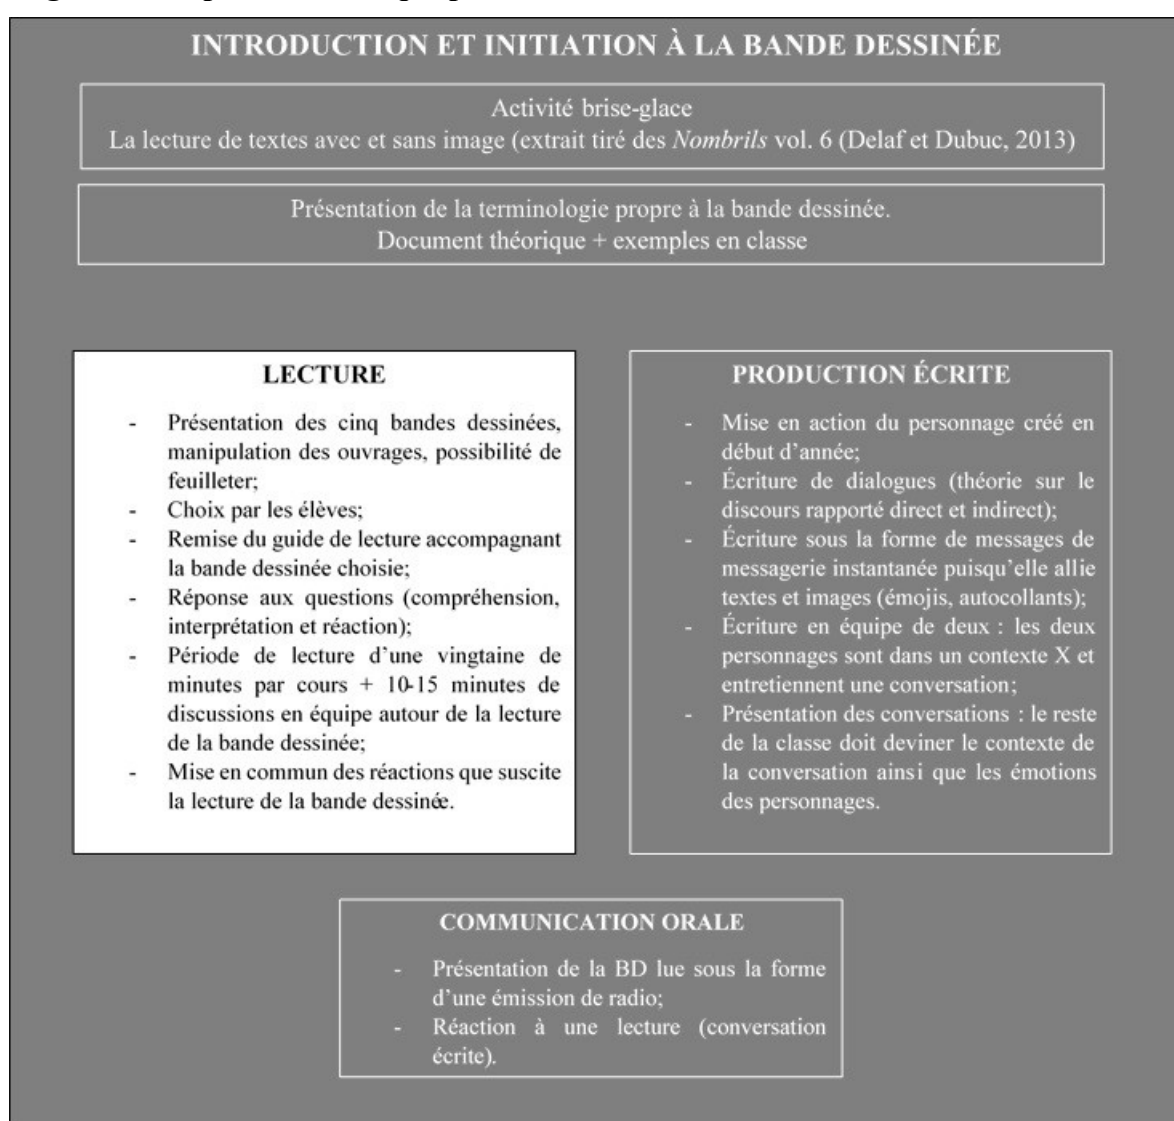 INTRODUCTION ET INITIATION À LA BANDE DESSINÉE
Activité brise-glace
La lecture de textes avec et sans image (extrait tiré des Nombrils vol. 6 (Delaf et Dubuc, 2013)
Présentation de la terminologie propre à la bande dessinée.
Document théorique + exemples en classe
LECTURE
- Présentation des cinq bandes dessinées,
manipulation des ouvrages, possibilité de
feuilleter;
- Choix par les élèves;
- Remise du guide de lecture accompagnant
la bande dessinée choisie;
- Réponse aux questions (compréhension,
interprétation et réaction);
- Période de lecture d'une vingtaine de
minutes par cours + 10-15 minutes de
discussions en équipe autour de la lecture
de la bande dessinée;
- Mise en commun des réactions que suscite
la lecture de la bande dessinée.
PRODUCTION ÉCRITE
- Mise en action du personnage créé en
début d'année;
- Écriture de dialogues (théorie sur le
discours rapporté direct et indirect);
- Écriture sous la forme de messages de
messagerie instantanée puisqu'elle allie
textes et images (émojis, autocollants);
- Écriture en équipe de deux : les deux
personnages sont dans un contexte X et
entretiennent une conversation;
- Présentation des conversations : le reste
de la classe doit deviner le contexte de
la conversation ainsi que les émotions
des personnages.
COMMUNICATION ORALE
- Présentation de la BD lue sous la forme
d'une émission de radio;
- Réaction à une lecture (conversation
écrite).